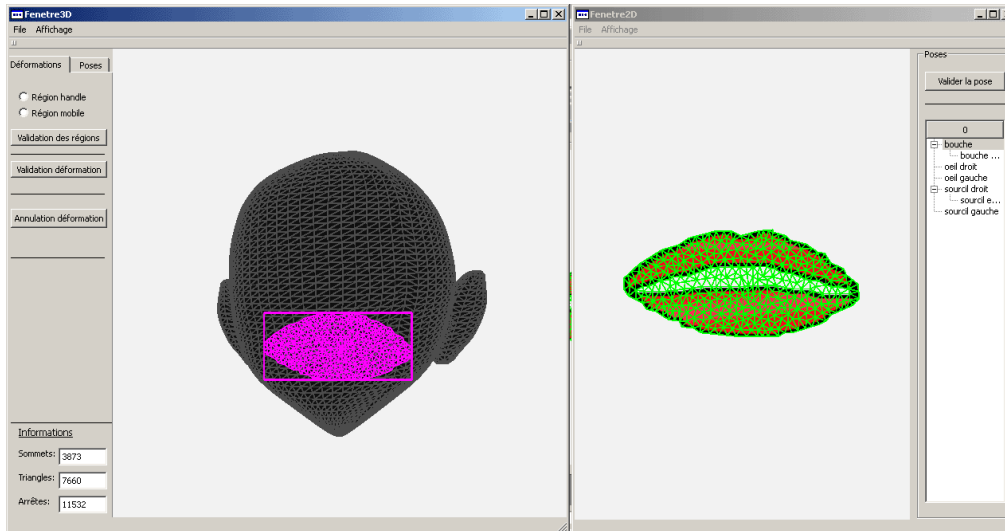 Fenetre3D
File Affichage
Déformations Poses
Région handle
Région mobile
Validation des régions
Validation déformation
Annulation déformation
Informations
Sommets: 3873
Triangles: 7660
Arrêtes: 11532
Fenetre2D
File Affichage
Poses
Valider la pose
0
bouche
bouche ...
oeil droit
oeil gauche
sourcil droit
sourcil e...
sourcil gauche